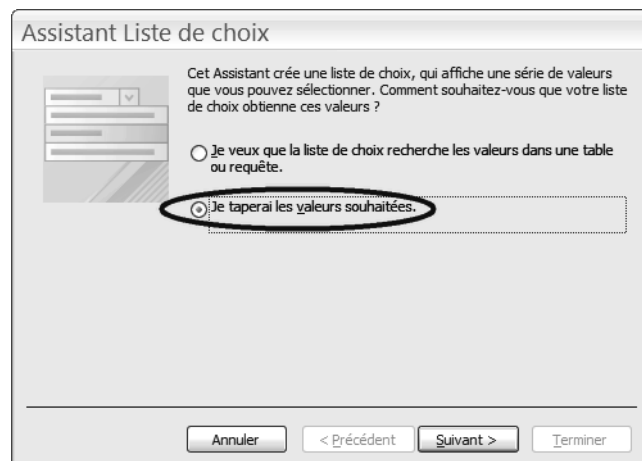 Assistant Liste de choix
Cet Assistant crée une liste de choix, qui affiche une série de valeurs
que vous pouvez sélectionner. Comment souhaitez-vous que votre liste
de choix obtienne ces valeurs ?
Je veux que la liste de choix recherche les valeurs dans une table
ou requête.
Je taperai les valeurs souhaitées.
Annuler < Précédent Suivant > Terminer